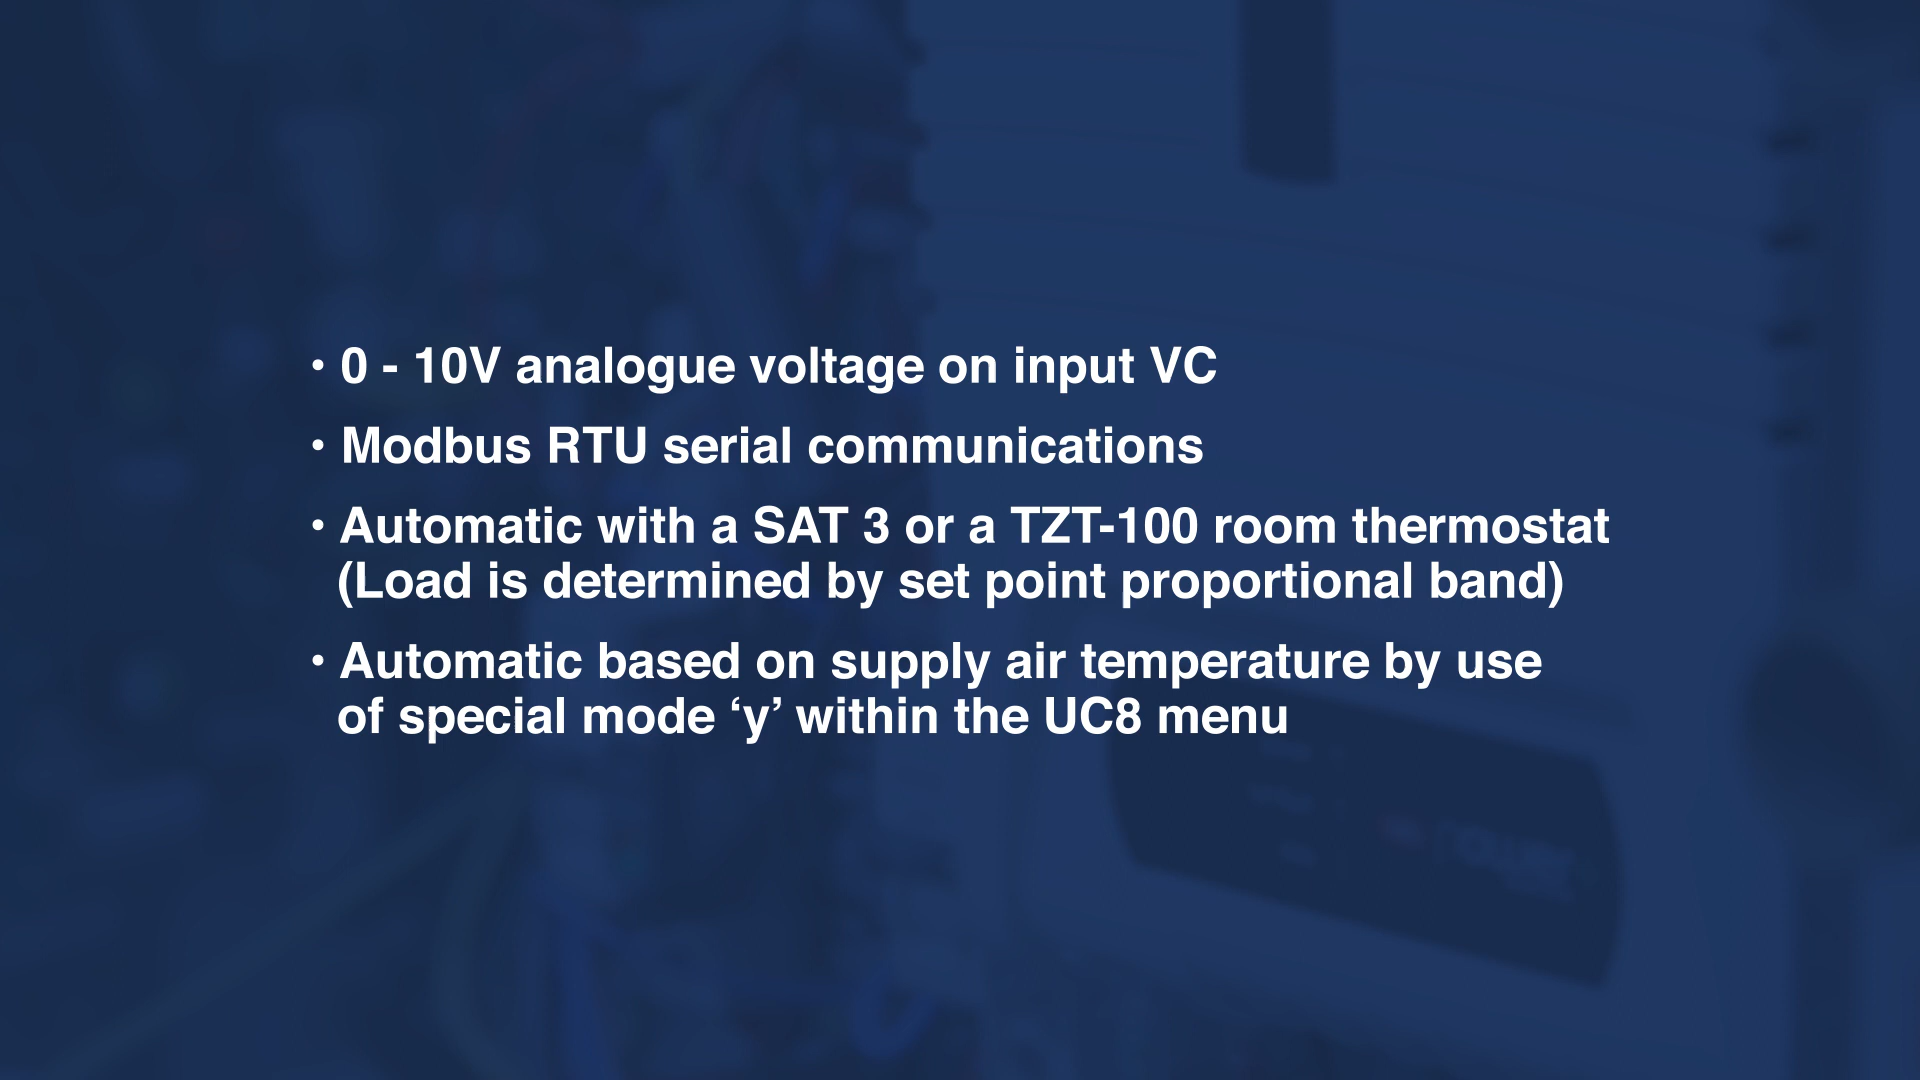 • 0 - 10V analogue voltage on input VC
• Modbus RTU serial communications
• Automatic with a SAT 3 or a TZT-100 room thermostat
(Load is determined by set point proportional band)
• Automatic based on supply air temperature by use
of special mode ‘y’ within the UC8 menu